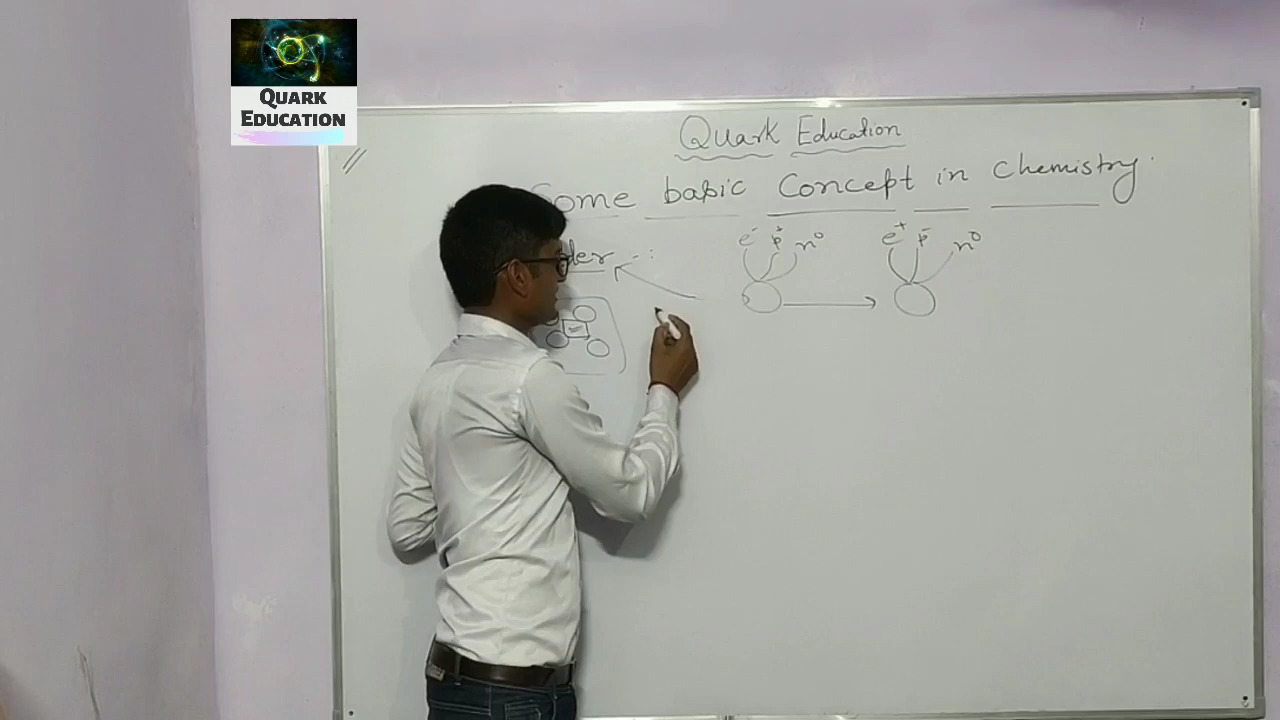 Quark
Education
Quark Education
Some basic Concept in Chemistry.
e⁻ p⁺ n⁰ e⁺ p⁻ n⁰